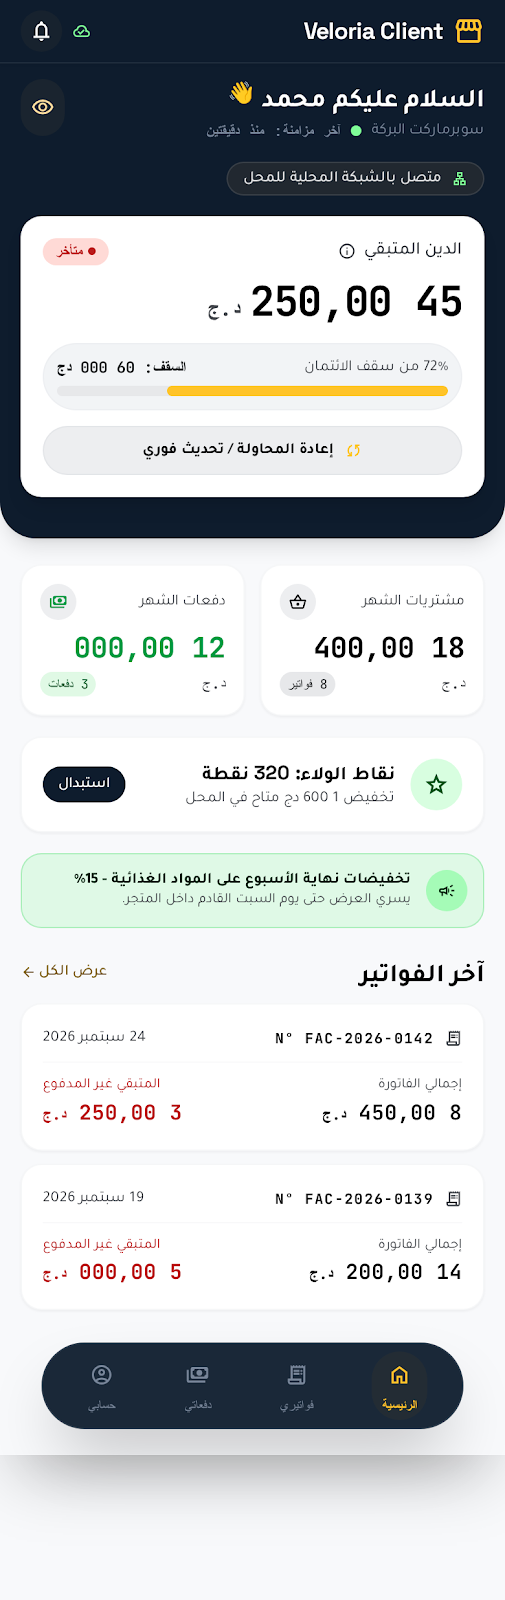 Veloria Client
السلام عليكم محمد 👋
سوبرماركت البركة ● آخر مزامنة: منذ دقيقتين
متصل بالشبكة المحلية للمحل
الدين المتبقي
متأخر
45 250,00 د.ج
72% من سقف الائتمان
السقف: 60 000 دج
إعادة المحاولة / تحديث فوري
مشتريات الشهر
18 400,00
د.ج
8 فواتير
دفعات الشهر
12 000,00
د.ج
3 دفعات
نقاط الولاء: 320 نقطة
تخفيض 1 600 دج متاح في المحل
استبدال
تخفيضات نهاية الأسبوع على المواد الغذائية - 15%
يسري العرض حتى يوم السبت القادم داخل المتجر.
آخر الفواتير
عرض الكل ←
N° FAC-2026-0142
24 سبتمبر 2026
إجمالي الفاتورة
8 450,00 د.ج
المتبقي غير المدفوع
3 250,00 د.ج
N° FAC-2026-0139
19 سبتمبر 2026
إجمالي الفاتورة
14 200,00 د.ج
المتبقي غير المدفوع
5 000,00 د.ج
الرئيسية
فواتيري
دفعاتي
حسابي